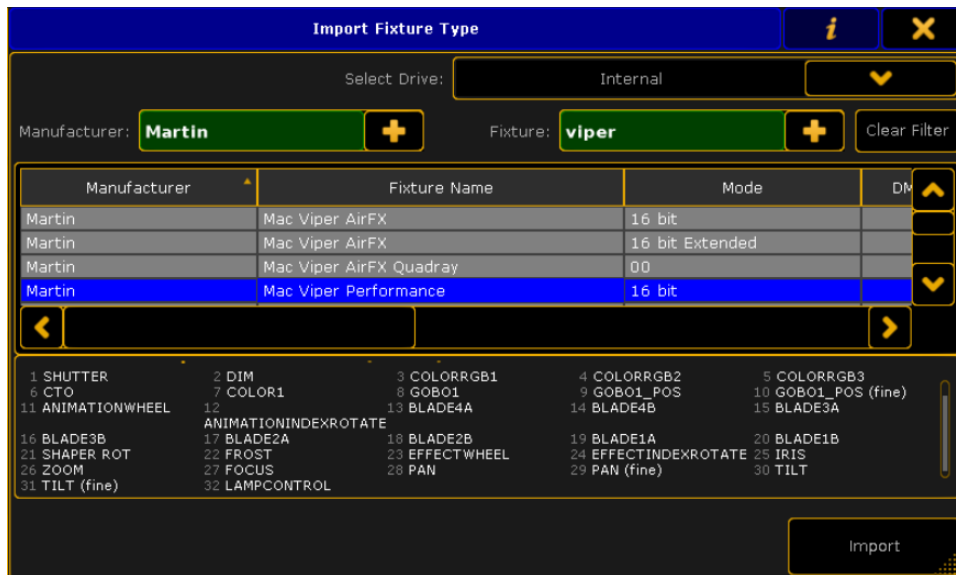 Import Fixture Type
Select Drive: Internal
Manufacturer: Martin Fixture: viper Clear Filter
Manufacturer Fixture Name Mode DM
Martin Mac Viper AirFX 16 bit
Martin Mac Viper AirFX 16 bit Extended
Martin Mac Viper AirFX Quadray 00
Martin Mac Viper Performance 16 bit
1 SHUTTER 2 DIM 3 COLORRGB1 4 COLORRGB2 5 COLORRGB3
6 CTO 7 COLOR1 8 GOBO1 9 GOBO1_POS 10 GOBO1_POS (fine)
11 ANIMATIONWHEEL 12 ANIMATIONINDEXROTATE 13 BLADE4A 14 BLADE4B 15 BLADE3A
16 BLADE3B 17 BLADE2A 18 BLADE2B 19 BLADE1A 20 BLADE1B
21 SHAPER ROT 22 FROST 23 EFFECTWHEEL 24 EFFECTINDEXROTATE 25 IRIS
26 ZOOM 27 FOCUS 28 PAN 29 PAN (fine) 30 TILT
31 TILT (fine) 32 LAMPCONTROL
Import